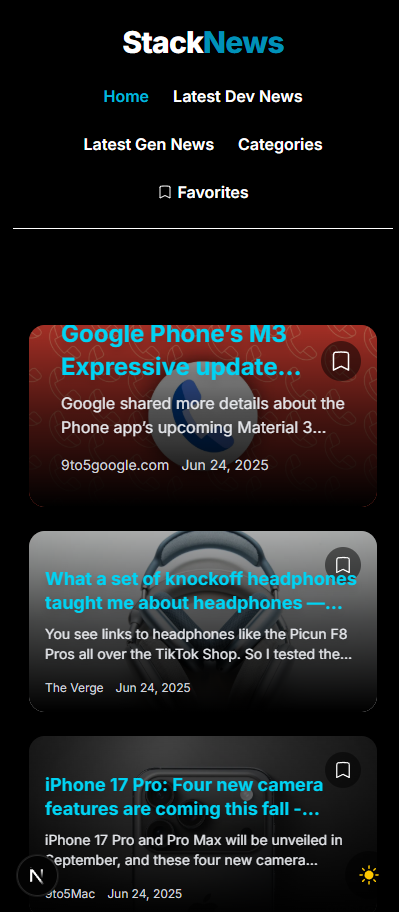 StackNews
Home Latest Dev News
Latest Gen News Categories
Favorites
Google Phone’s M3
Expressive update...
Google shared more details about the
Phone app’s upcoming Material 3...
9to5google.com Jun 24, 2025
What a set of knockoff headphones
taught me about headphones —...
You see links to headphones like the Picun F8
Pros all over the TikTok Shop. So I tested the...
The Verge Jun 24, 2025
iPhone 17 Pro: Four new camera
features are coming this fall -...
iPhone 17 Pro and Pro Max will be unveiled in
September, and these four new camera...
N
9to5Mac Jun 24, 2025